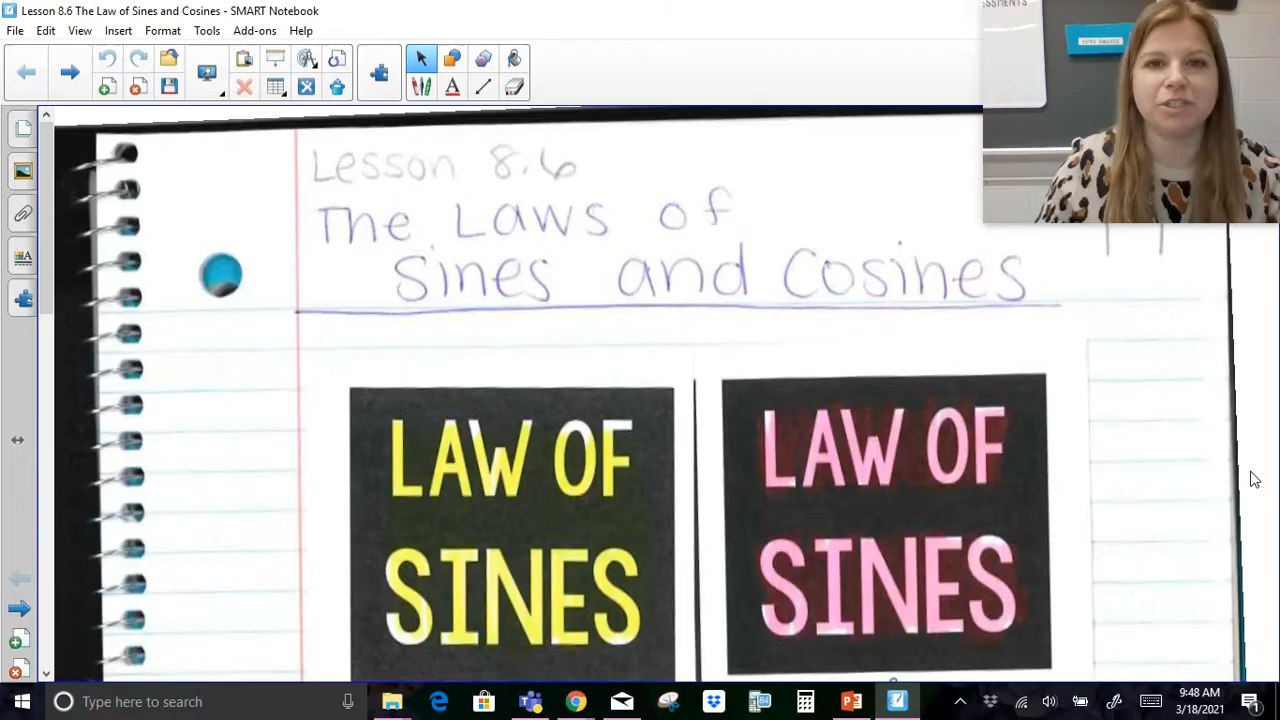 Lesson 8.6 The Law of Sines and Cosines - SMART Notebook
File Edit View Insert Format Tools Add-ons Help
Lesson 8.6
The Laws of
Sines and Cosines
LAW OF
SINES
LAW OF
SINES
Type here to search
9:48 AM
3/18/2021